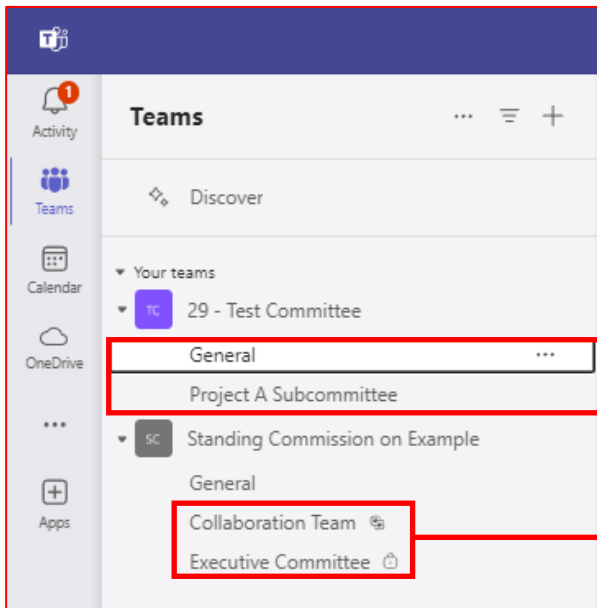 T
1
Activity
Teams
Teams
Discover
Calendar
Your teams
TC 29 - Test Committee
OneDrive
General
Project A Subcommittee
SC Standing Commission on Example
General
Apps
Collaboration Team
Executive Committee